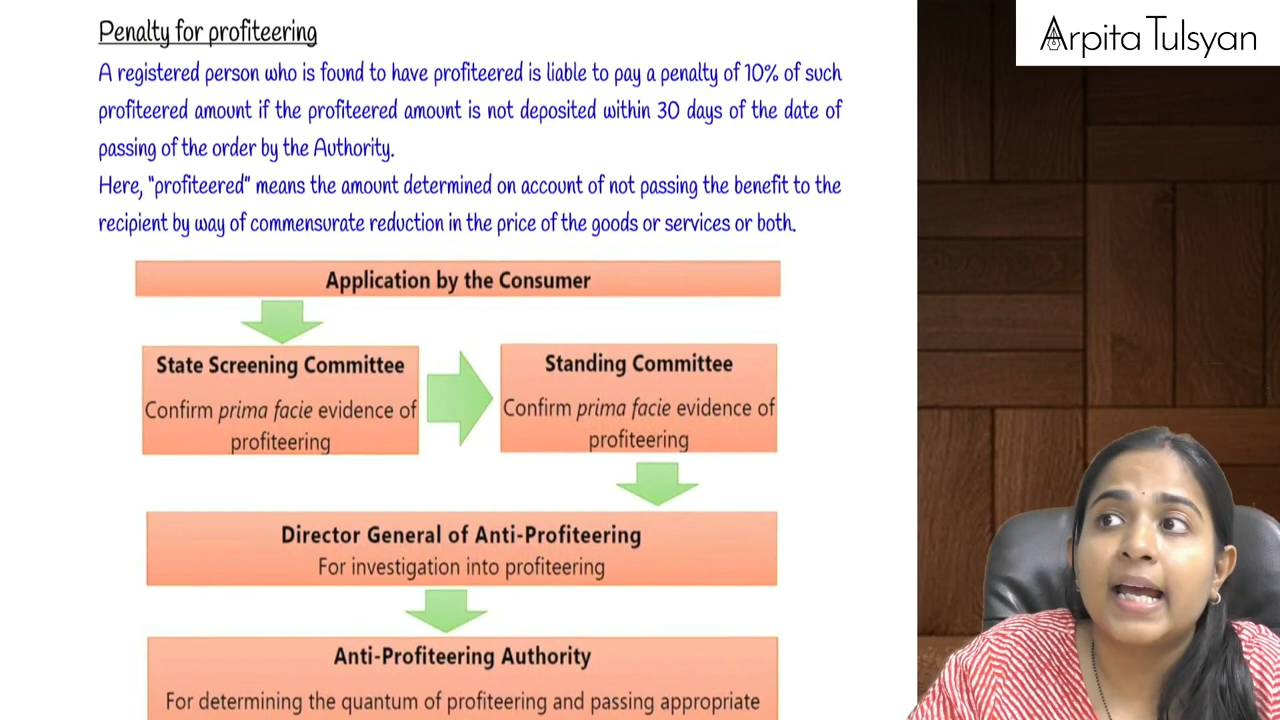 Arpita Tulsyan
Penalty for profiteering
A registered person who is found to have profiteered is liable to pay a penalty of 10% of such
profiteered amount if the profiteered amount is not deposited within 30 days of the date of
passing of the order by the Authority.
Here, "profiteered" means the amount determined on account of not passing the benefit to the
recipient by way of commensurate reduction in the price of the goods or services or both.
Application by the Consumer
State Screening Committee
Confirm prima facie evidence of
profiteering
Standing Committee
Confirm prima facie evidence of
profiteering
Director General of Anti-Profiteering
For investigation into profiteering
Anti-Profiteering Authority
For determining the quantum of profiteering and passing appropriate